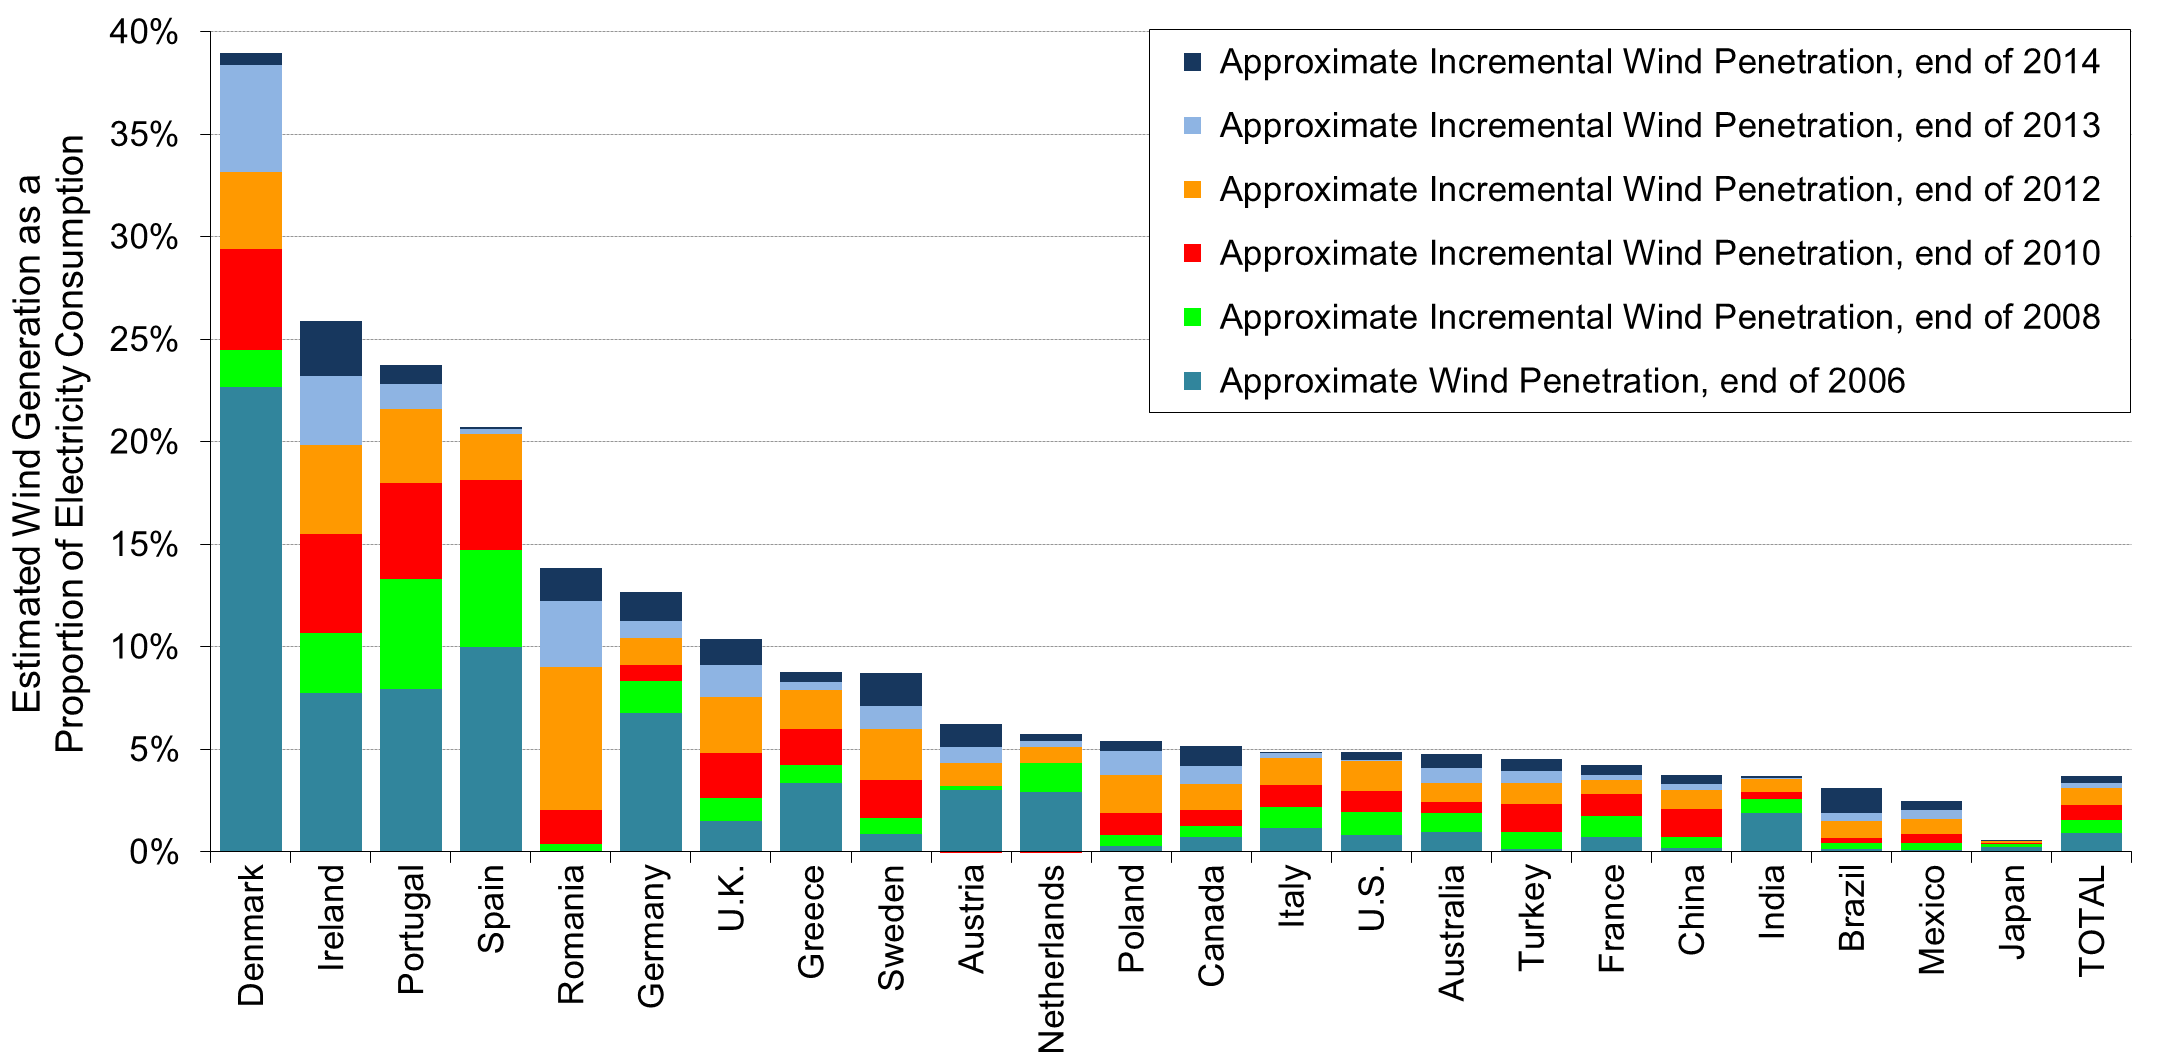 Estimated Wind Generation as a
Proportion of Electricity Consumption
40%
35%
30%
25%
20%
15%
10%
5%
0%
Approximate Incremental Wind Penetration, end of 2014
Approximate Incremental Wind Penetration, end of 2013
Approximate Incremental Wind Penetration, end of 2012
Approximate Incremental Wind Penetration, end of 2010
Approximate Incremental Wind Penetration, end of 2008
Approximate Wind Penetration, end of 2006
Denmark
Ireland
Portugal
Spain
Romania
Germany
U.K.
Greece
Sweden
Austria
Netherlands
Poland
Canada
Italy
U.S.
Australia
Turkey
France
China
India
Brazil
Mexico
Japan
TOTAL